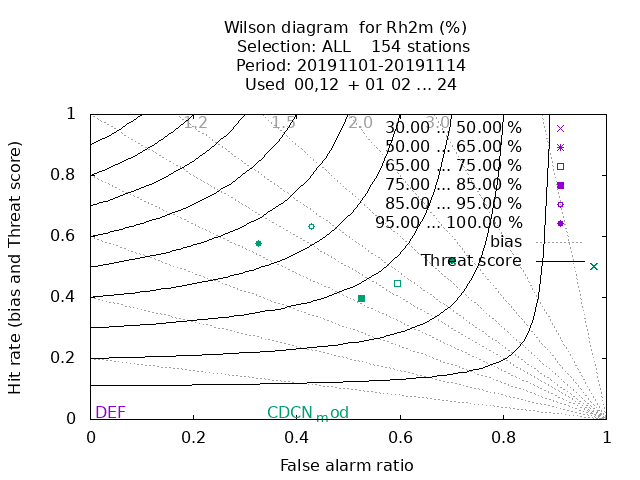 Wilson diagram for Rh2m (%)
Selection: ALL 154 stations
Period: 20191101-20191114
Used 00,12 + 01 02 ... 24
Hit rate (bias and Threat score)
1
0.8
0.6
0.4
0.2
0
1.2 1.5 2.0 3.0
30.00 ... 50.00 %
50.00 ... 65.00 %
65.00 ... 75.00 %
75.00 ... 85.00 %
85.00 ... 95.00 %
95.00 ... 100.00 %
bias
Threat score
DEF CDCN mod
0 0.2 0.4 0.6 0.8 1
False alarm ratio